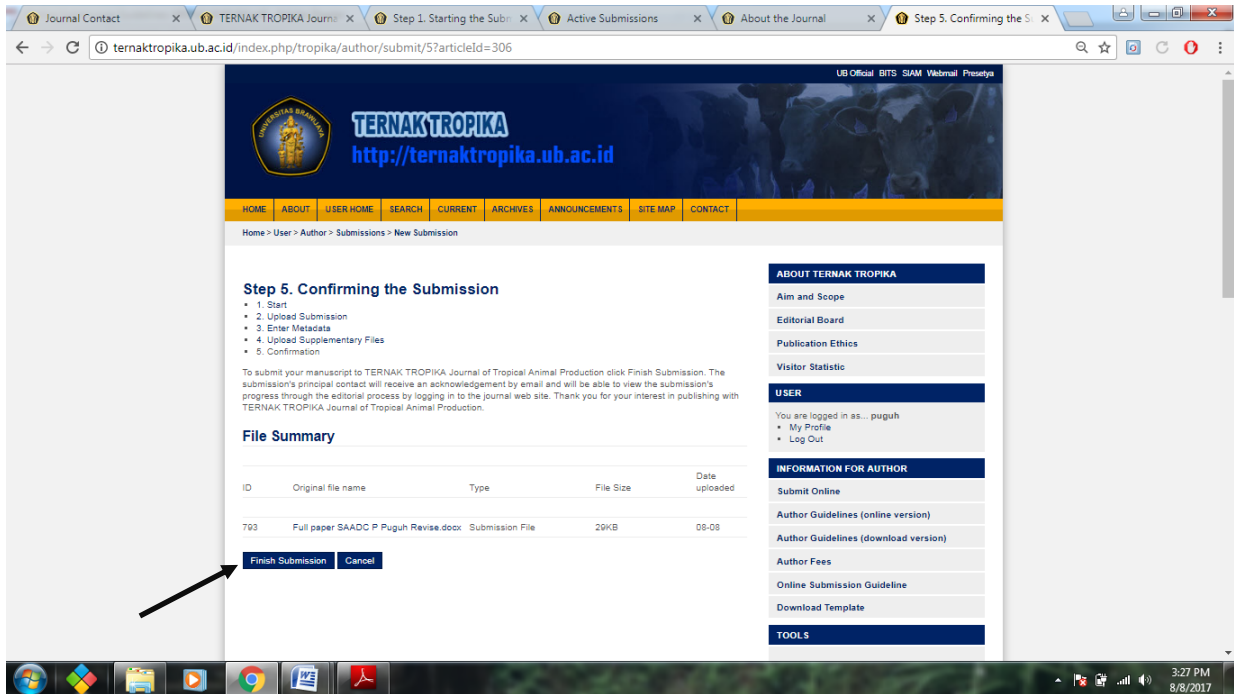 Journal Contact
TERNAK TROPIKA Journa
Step 1. Starting the Subm
Active Submissions
About the Journal
Step 5. Confirming the Su
ternaktropika.ub.ac.id/index.php/tropika/author/submit/5?articleId=306
UB Official BITS SIAM Webmail Presetya
UNIVERSITAS BRAWIJAYA
TERNAK TROPIKA
http://ternaktropika.ub.ac.id
HOME ABOUT USER HOME SEARCH CURRENT ARCHIVES ANNOUNCEMENTS SITE MAP CONTACT
Home > User > Author > Submissions > New Submission
Step 5. Confirming the Submission
1. Start
2. Upload Submission
3. Enter Metadata
4. Upload Supplementary Files
5. Confirmation
To submit your manuscript to TERNAK TROPIKA Journal of Tropical Animal Production click Finish Submission. The
submission's principal contact will receive an acknowledgement by email and will be able to view the submission's
progress through the editorial process by logging in to the journal web site. Thank you for your interest in publishing with
TERNAK TROPIKA Journal of Tropical Animal Production.
File Summary
ID Original file name Type File Size Date uploaded
793 Full paper SAADC P Puguh Revise.docx Submission File 29KB 08-08
Finish Submission Cancel
ABOUT TERNAK TROPIKA
Aim and Scope
Editorial Board
Publication Ethics
Visitor Statistic
USER
You are logged in as... puguh
My Profile
Log Out
INFORMATION FOR AUTHOR
Submit Online
Author Guidelines (online version)
Author Guidelines (download version)
Author Fees
Online Submission Guideline
Download Template
TOOLS
3:27 PM
8/8/2017